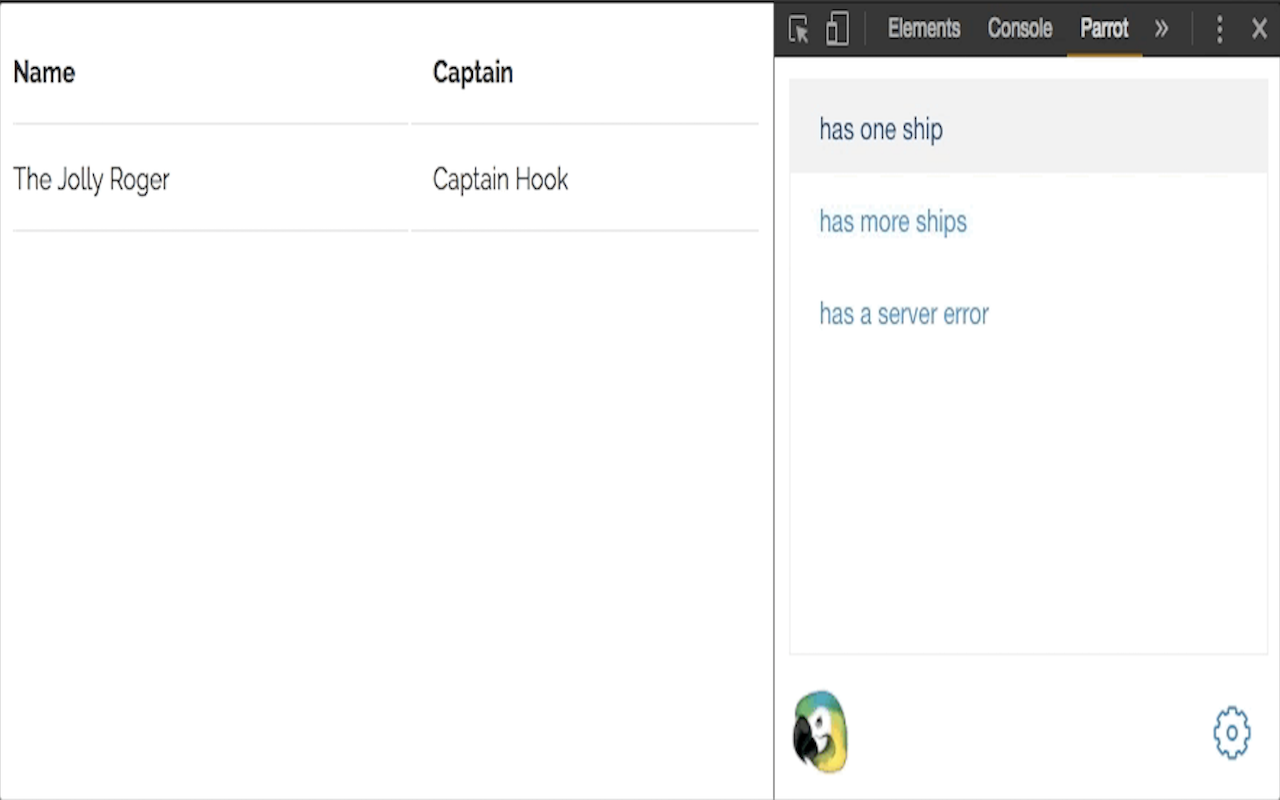 Name Captain
The Jolly Roger Captain Hook
Elements Console Parrot »
has one ship
has more ships
has a server error